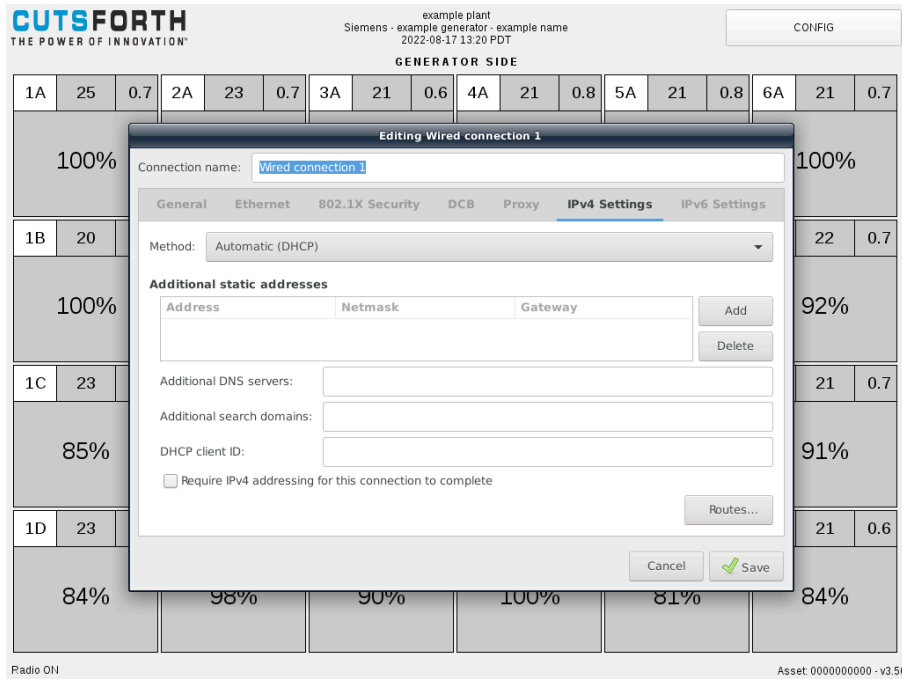 CUTSFORTH
THE POWER OF INNOVATION"
example plant
Siemens - example generator - example name
2022-08-17 13:20 PDT
CONFIG
GENERATOR SIDE
1A 25 0.7 2A 23 0.7 3A 21 0.6 4A 21 0.8 5A 21 0.8 6A 21 0.7
Editing Wired connection 1
100% 100%
Connection name: Wired connection 1
General Ethernet 802.1X Security DCB Proxy IPv4 Settings IPv6 Settings
1B 20 22 0.7
Method: Automatic (DHCP)
Additional static addresses
Address Netmask Gateway
Add
100% 92%
Delete
1C 23 21 0.7
Additional DNS servers:
Additional search domains:
85% 91%
DHCP client ID:
Require IPv4 addressing for this connection to complete
Routes...
1D 23 21 0.6
Cancel Save
84% 98% 90% 100% 81% 84%
Radio ON
Asset: 0000000000 - v3.5